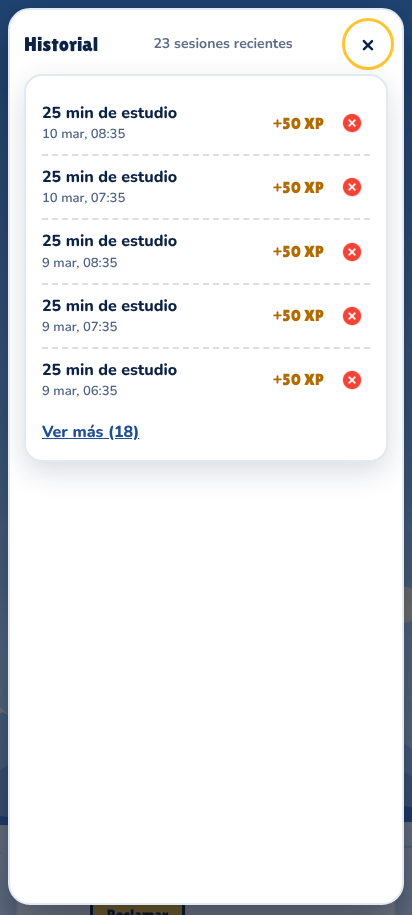 Historial
23 sesiones recientes
25 min de estudio
+50 XP
10 mar, 08:35
25 min de estudio
+50 XP
10 mar, 07:35
25 min de estudio
+50 XP
9 mar, 08:35
25 min de estudio
+50 XP
9 mar, 07:35
25 min de estudio
+50 XP
9 mar, 06:35
Ver más (18)
Reclamar